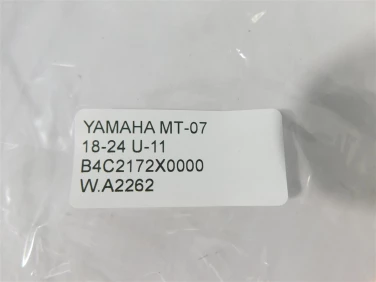 YAMAHA MT-07
18-24 U-11
B4C2172X0000
W.A2262